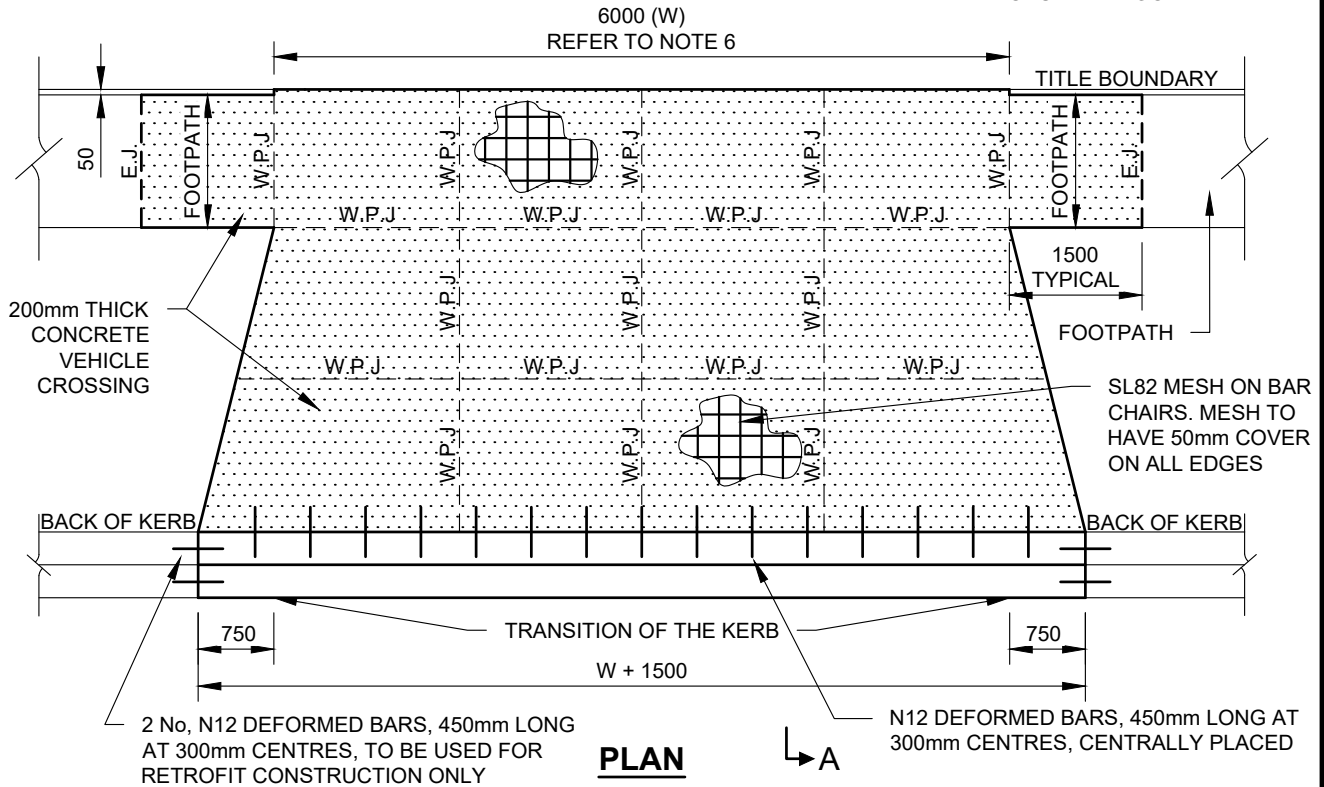 6000 (W)
REFER TO NOTE 6
TITLE BOUNDARY
50
E.J.
FOOTPATH
W.P.J
W.P.J
W.P.J
W.P.J
W.P.J
FOOTPATH
E.J.
W.P.J
W.P.J
W.P.J
W.P.J
1500
TYPICAL
FOOTPATH
200mm THICK
CONCRETE
VEHICLE
CROSSING
W.P.J
W.P.J
W.P.J
W.P.J
W.P.J
W.P.J
W.P.J
SL82 MESH ON BAR
CHAIRS. MESH TO
HAVE 50mm COVER
ON ALL EDGES
W.P.J
W.P.J
W.P.J
BACK OF KERB
BACK OF KERB
750
TRANSITION OF THE KERB
750
W + 1500
2 No, N12 DEFORMED BARS, 450mm LONG
AT 300mm CENTRES, TO BE USED FOR
RETROFIT CONSTRUCTION ONLY
PLAN
A
N12 DEFORMED BARS, 450mm LONG AT
300mm CENTRES, CENTRALLY PLACED